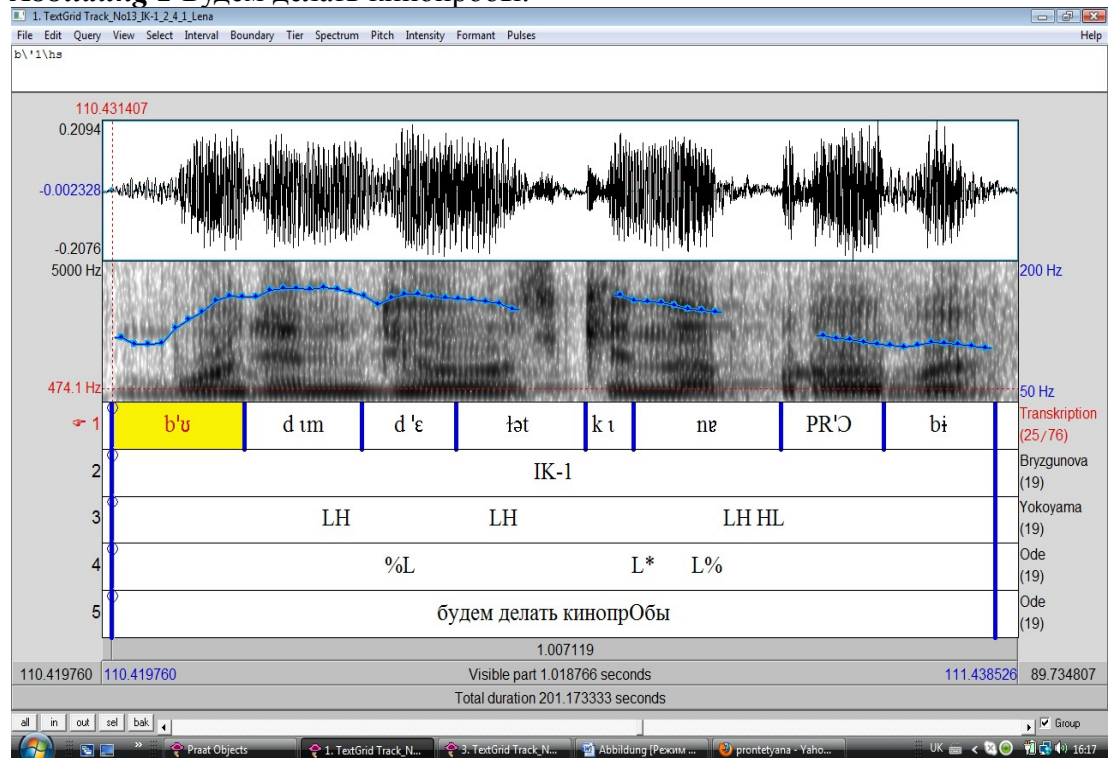 1. TextGrid Track_No13_IK-1_2_4_1_Lena
File Edit Query View Select Interval Boundary Tier Spectrum Pitch Intensity Formant Pulses Help
b\'1\hs
110.431407
0.2094
-0.002328
-0.2076
5000 Hz 200 Hz
474.1 Hz 50 Hz
1 b'ʊ d ɩm d 'ɛ ɫət k ɩ nɐ PR'Ɔ bɨ Transkription (25/76)
2 IK-1 Bryzgunova (19)
3 LH LH LH HL Yokoyama (19)
4 %L L* L% Ode (19)
5 будем делать кинопрОбы Ode (19)
1.007119
110.419760 110.419760 Visible part 1.018766 seconds 111.438526 89.734807
Total duration 201.173333 seconds
all in out sel bak Group
Praat Objects 1. TextGrid Track_N... 3. TextGrid Track_N... Abbildung [Режим ... prontetyana - Yaho... UK 16:17